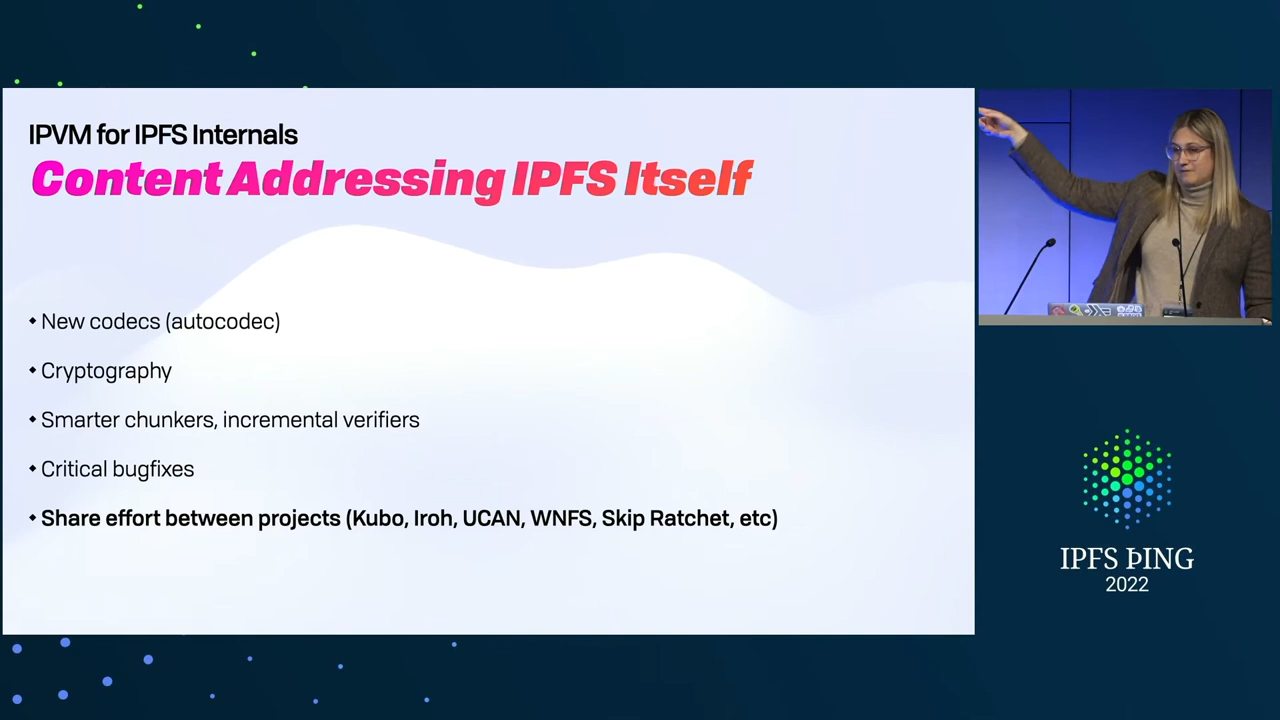 IPVM for IPFS Internals
Content Addressing IPFS Itself
• New codecs (autocodec)
• Cryptography
• Smarter chunkers, incremental verifiers
• Critical bugfixes
• Share effort between projects (Kubo, Iroh, UCAN, WNFS, Skip Ratchet, etc)
IPFS ÞING
2022